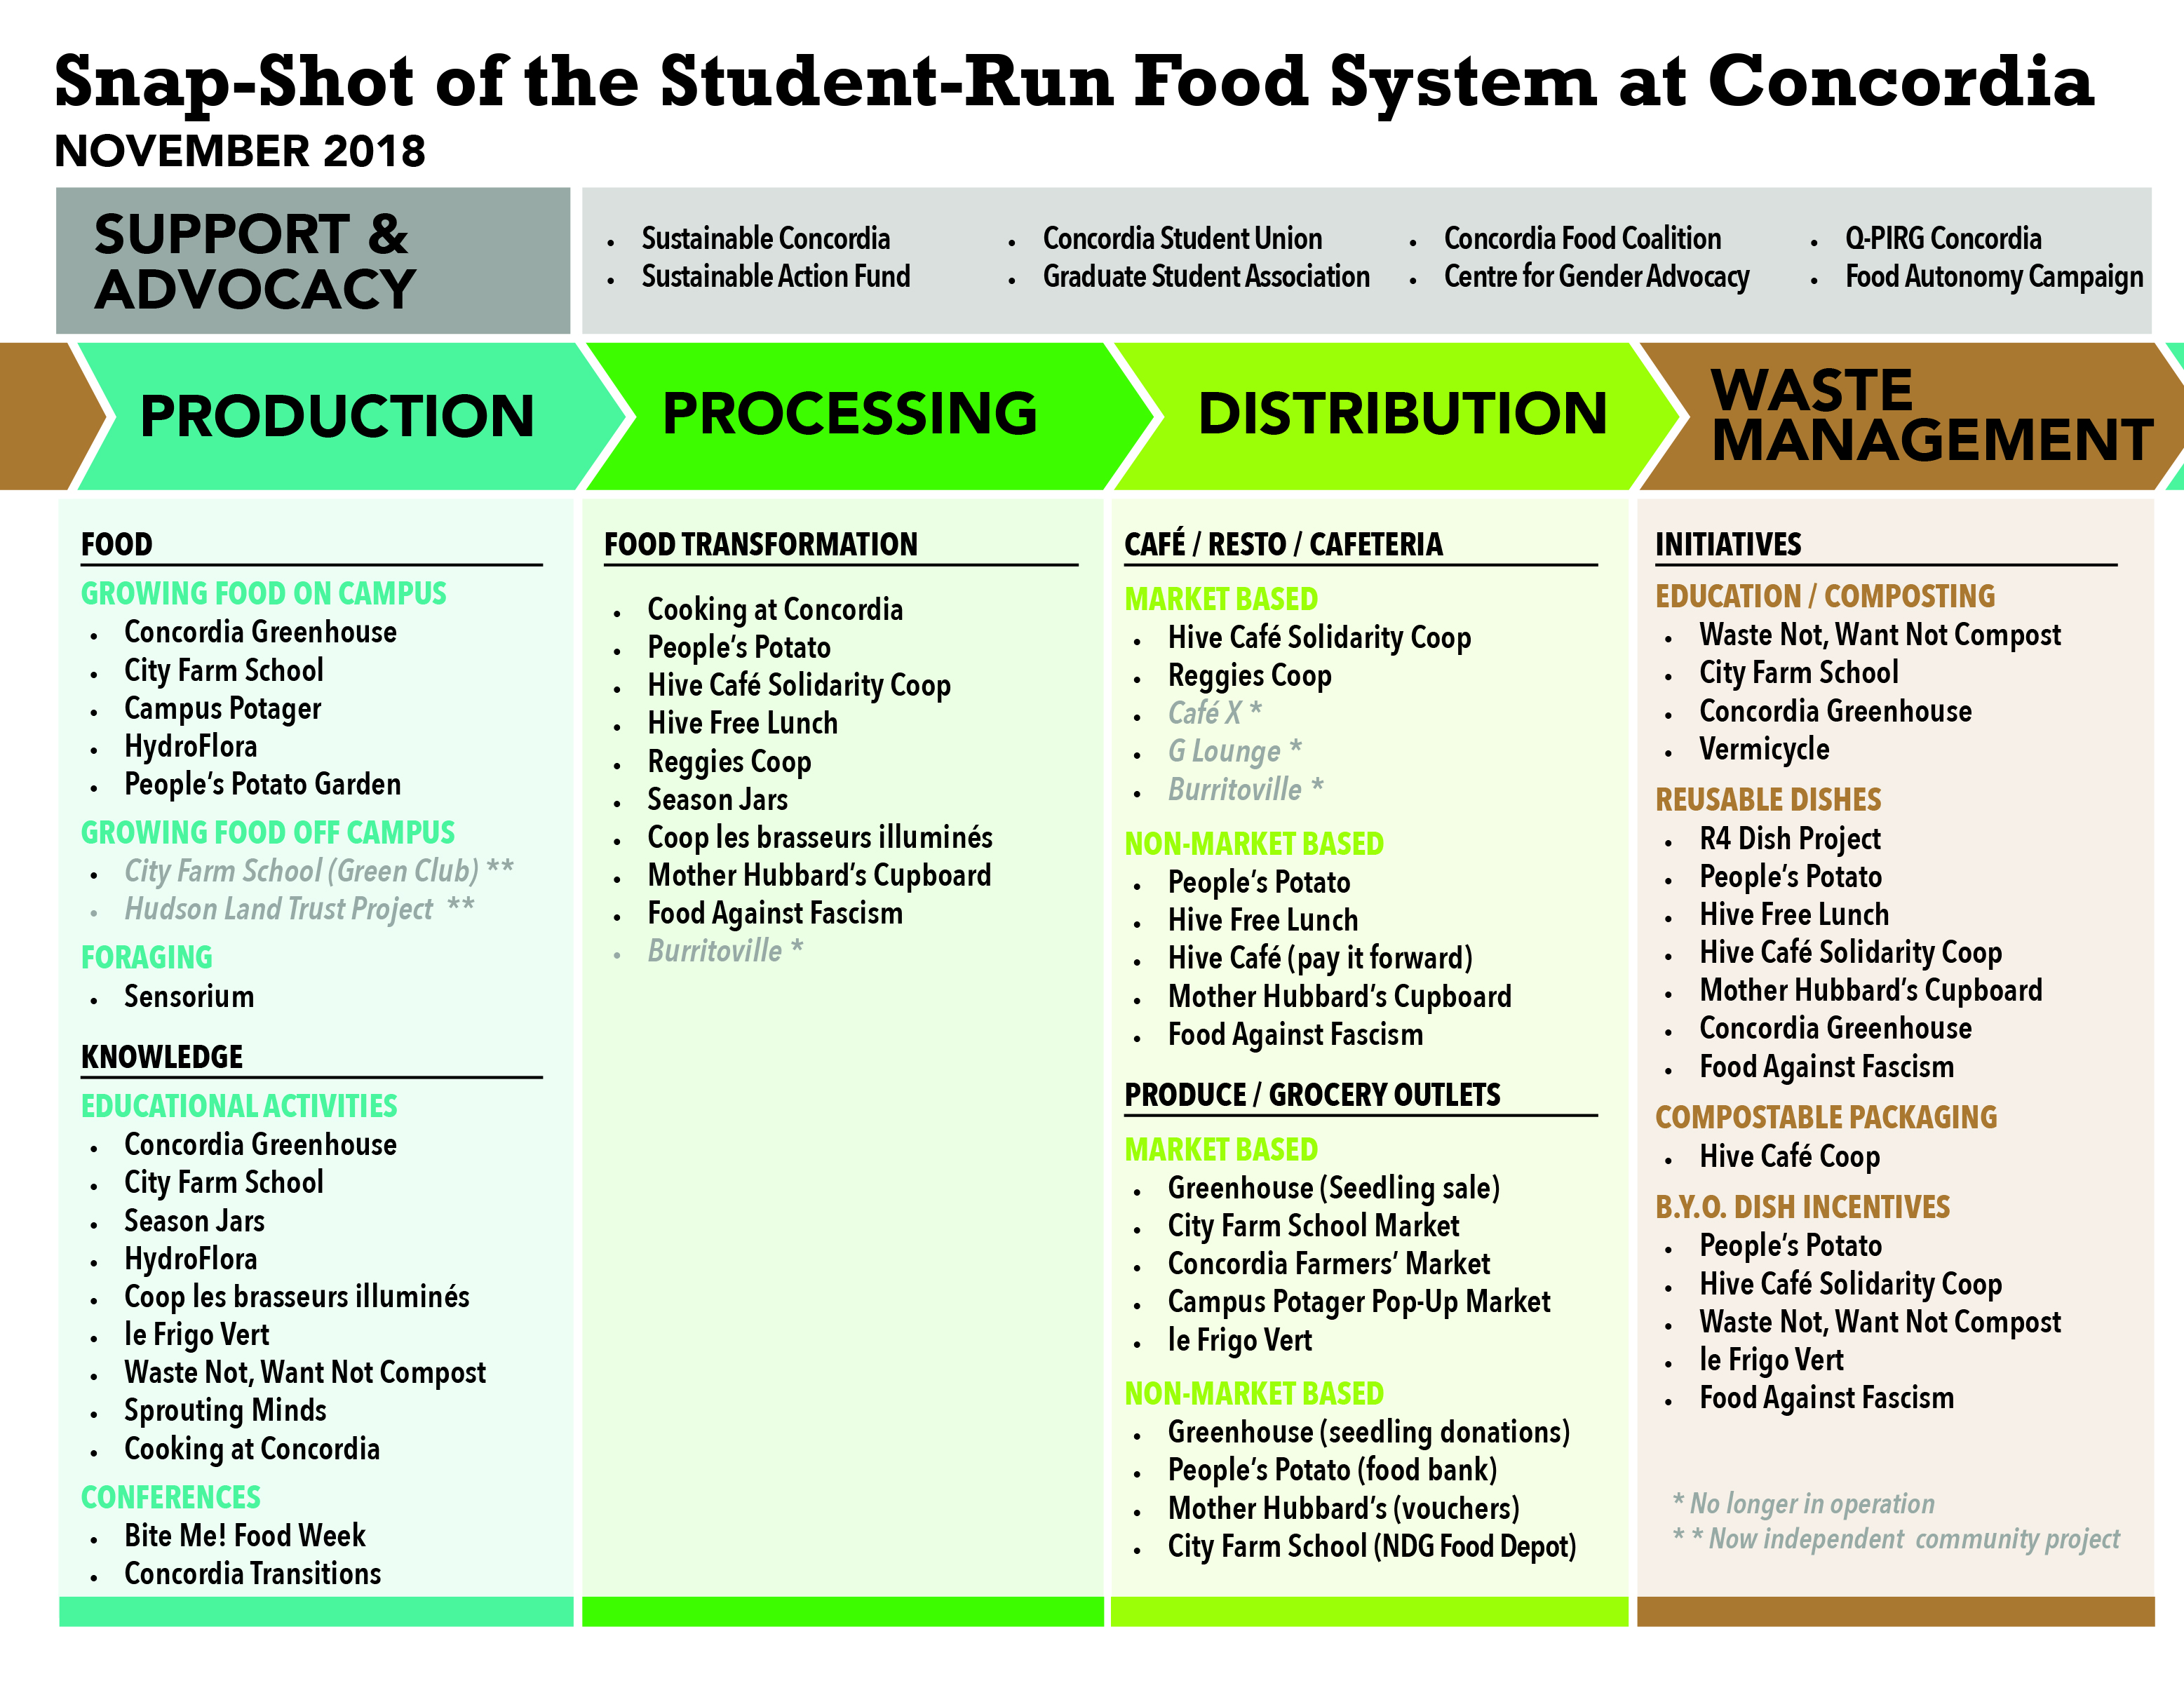 Snap-Shot of the Student-Run Food System at Concordia
NOVEMBER 2018
SUPPORT &
ADVOCACY
• Sustainable Concordia
• Sustainable Action Fund
• Concordia Student Union
• Graduate Student Association
• Concordia Food Coalition
• Centre for Gender Advocacy
• Q-PIRG Concordia
• Food Autonomy Campaign
PRODUCTION
PROCESSING
DISTRIBUTION
WASTE
MANAGEMENT
FOOD
GROWING FOOD ON CAMPUS
• Concordia Greenhouse
• City Farm School
• Campus Potager
• HydroFlora
• People's Potato Garden
GROWING FOOD OFF CAMPUS
• City Farm School (Green Club) **
• Hudson Land Trust Project **
FORAGING
• Sensorium
KNOWLEDGE
EDUCATIONAL ACTIVITIES
• Concordia Greenhouse
• City Farm School
• Season Jars
• HydroFlora
• Coop les brasseurs illuminés
• le Frigo Vert
• Waste Not, Want Not Compost
• Sprouting Minds
• Cooking at Concordia
CONFERENCES
• Bite Me! Food Week
• Concordia Transitions
FOOD TRANSFORMATION
• Cooking at Concordia
• People's Potato
• Hive Café Solidarity Coop
• Hive Free Lunch
• Reggies Coop
• Season Jars
• Coop les brasseurs illuminés
• Mother Hubbard's Cupboard
• Food Against Fascism
• Burritoville *
CAFÉ / RESTO / CAFETERIA
MARKET BASED
• Hive Café Solidarity Coop
• Reggies Coop
• Café X *
• G Lounge *
• Burritoville *
NON-MARKET BASED
• People's Potato
• Hive Free Lunch
• Hive Café (pay it forward)
• Mother Hubbard's Cupboard
• Food Against Fascism
PRODUCE / GROCERY OUTLETS
MARKET BASED
• Greenhouse (Seedling sale)
• City Farm School Market
• Concordia Farmers' Market
• Campus Potager Pop-Up Market
• le Frigo Vert
NON-MARKET BASED
• Greenhouse (seedling donations)
• People's Potato (food bank)
• Mother Hubbard's (vouchers)
• City Farm School (NDG Food Depot)
INITIATIVES
EDUCATION / COMPOSTING
• Waste Not, Want Not Compost
• City Farm School
• Concordia Greenhouse
• Vermicycle
REUSABLE DISHES
• R4 Dish Project
• People's Potato
• Hive Free Lunch
• Hive Café Solidarity Coop
• Mother Hubbard's Cupboard
• Concordia Greenhouse
• Food Against Fascism
COMPOSTABLE PACKAGING
• Hive Café Coop
B.Y.O. DISH INCENTIVES
• People's Potato
• Hive Café Solidarity Coop
• Waste Not, Want Not Compost
• le Frigo Vert
• Food Against Fascism
* No longer in operation
* * Now independent community project